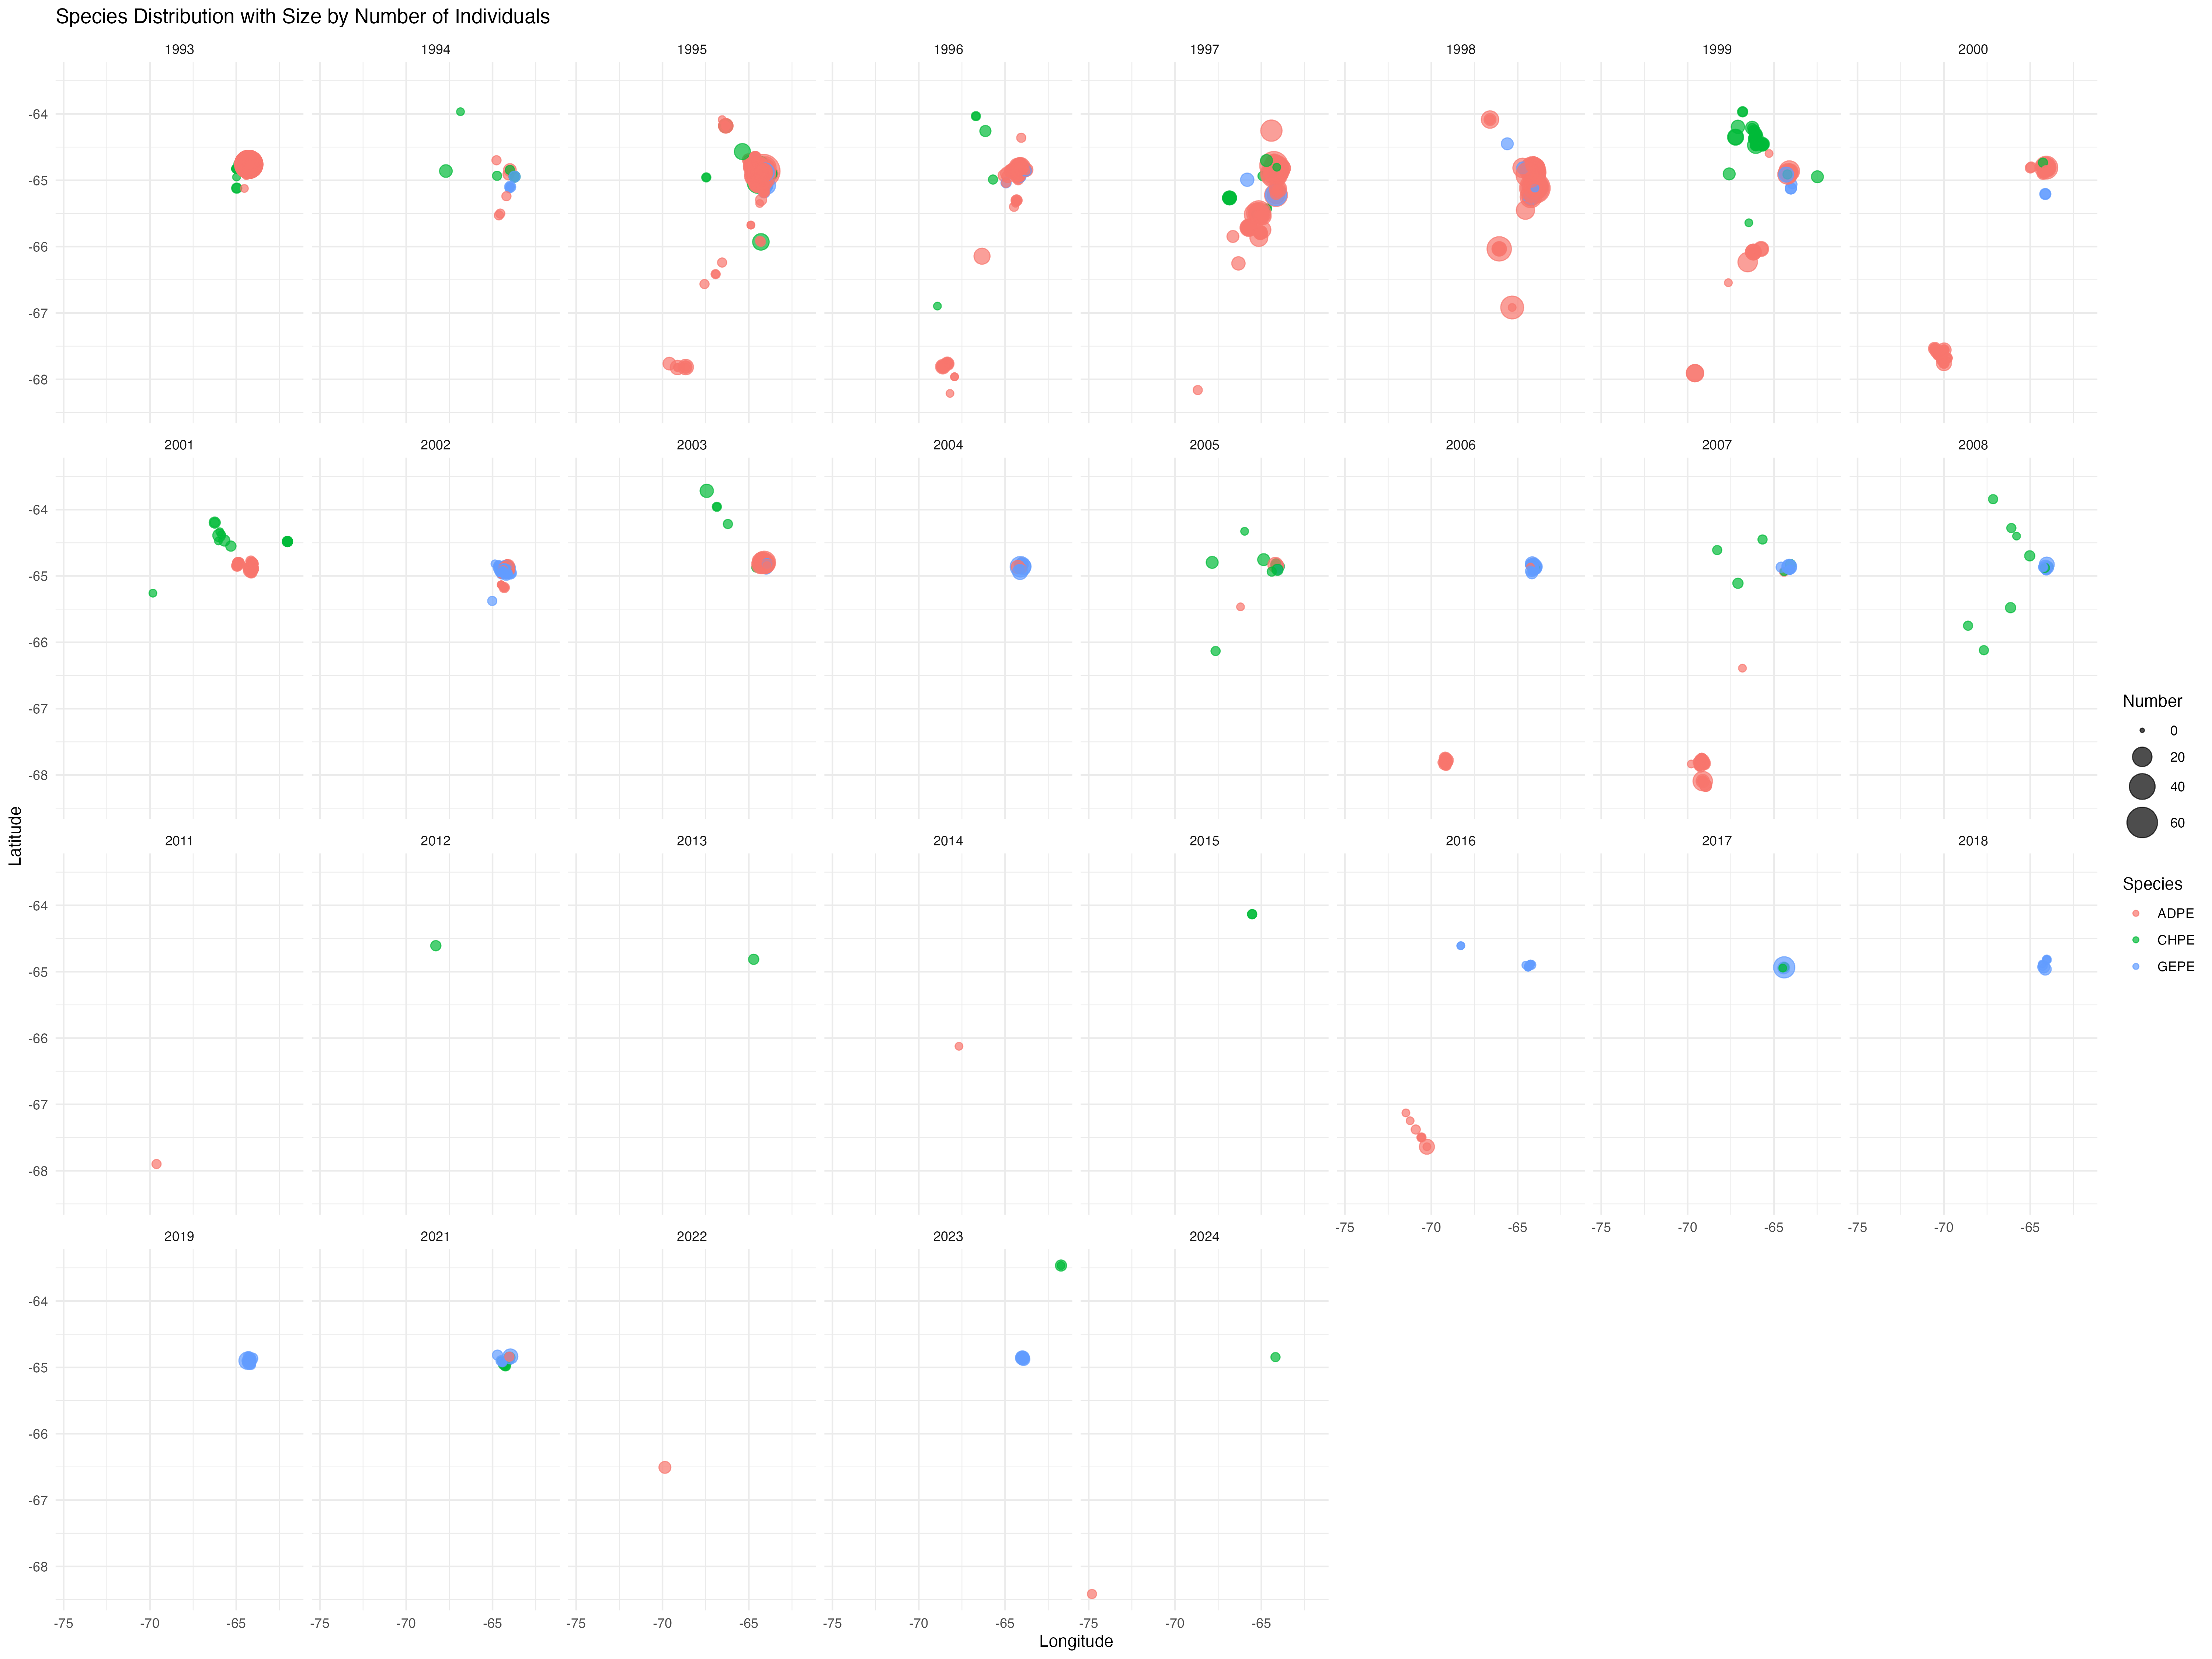 Species Distribution with Size by Number of Individuals
1993 1994 1995 1996 1997 1998 1999 2000
-64
-65
-66
-67
-68
2001 2002 2003 2004 2005 2006 2007 2008
-64
-65
-66
-67
-68
2011 2012 2013 2014 2015 2016 2017 2018
-64
-65
-66
-67
-68
-75 -70 -65 -75 -70 -65 -75 -70 -65
2019 2021 2022 2023 2024
-64
-65
-66
-67
-68
-75 -70 -65 -75 -70 -65 -75 -70 -65 -75 -70 -65 -75 -70 -65
Longitude
Latitude
Number
0
20
40
60
Species
ADPE
CHPE
GEPE